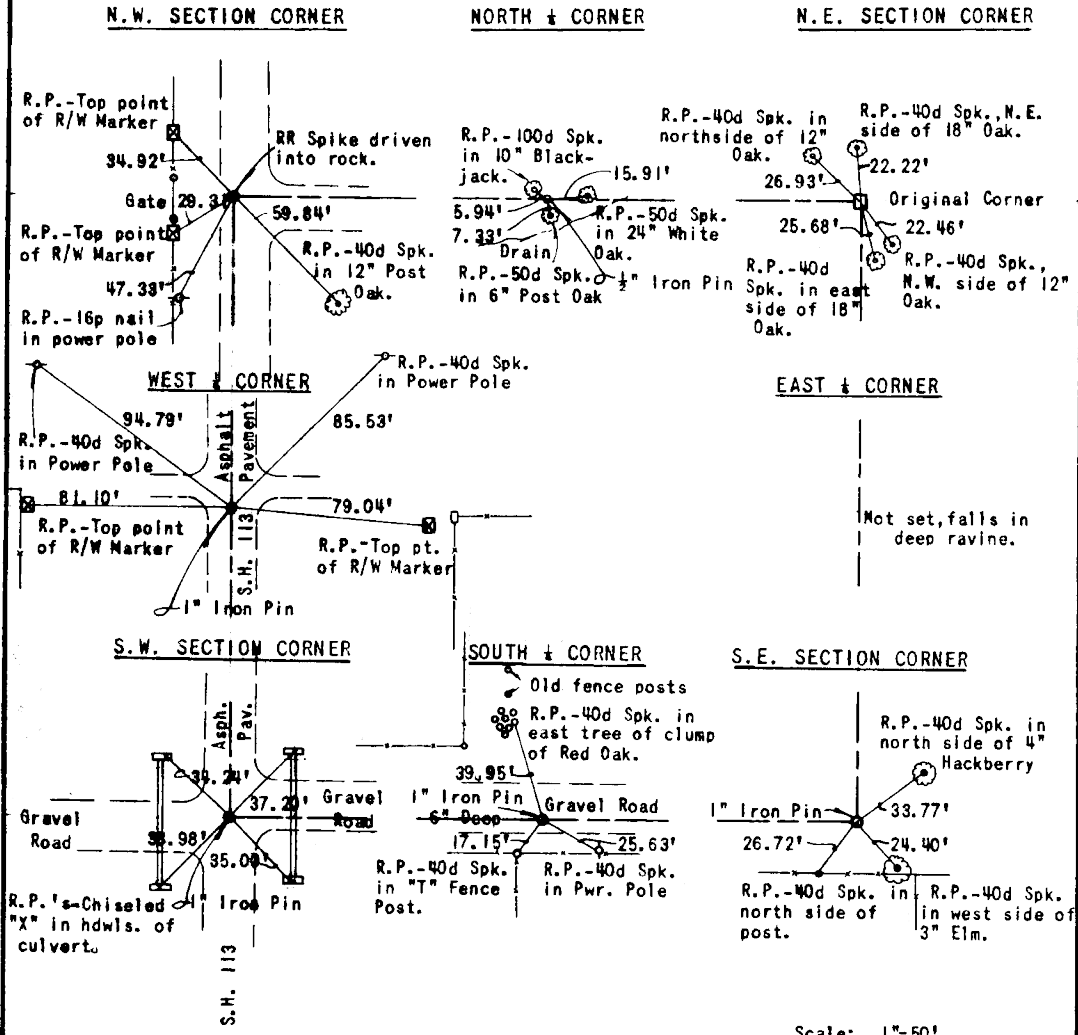 N.W. SECTION CORNER
R.P.-Top point
of R/W Marker
34.92'
RR Spike driven
into rock.
Gate
59.84'
R.P.-Top point
of R/W Marker
R.P.-40d Spk.
in 12" Post
Oak.
47.38'
R.P.-16p nail
in power pole
NORTH ¼ CORNER
R.P.-100d Spk.
in 10" Black-
jack.
15.91'
5.94'
7.33'
R.P.-50d Spk.
in 24" White
Oak.
Drain
R.P.-50d Spk.
in 6" Post Oak
½" Iron Pin
N.E. SECTION CORNER
R.P.-40d Spk. in
northside of 12"
Oak.
R.P.-40d Spk., N.E.
side of 18" Oak.
22.22'
26.93'
Original Corner
25.68'
22.46'
R.P.-40d
Spk. in east
side of 18"
Oak.
R.P.-40d Spk.,
N.W. side of 12"
Oak.
WEST ¼ CORNER
R.P.-40d Spk.
in Power Pole
94.79'
85.53'
R.P.-40d Spk.
in Power Pole
Asphalt
Pavement
81.10'
79.04'
R.P.-Top point
of R/W Marker
R.P.-Top pt.
of R/W Marker
S.H. 113
1" Iron Pin
EAST ¼ CORNER
Not set, falls in
deep ravine.
S.W. SECTION CORNER
Asph.
Pav.
Gravel
Road
Gravel
Road
R.P.'s-Chiseled
"X" in hdwls. of
culvert.
1" Iron Pin
S.H. 113
SOUTH ¼ CORNER
Old fence posts
R.P.-40d Spk. in
east tree of clump
of Red Oak.
39.95'
1" Iron Pin
6" Deep
Gravel Road
17.15'
25.63'
R.P.-40d Spk.
in "T" Fence
Post.
R.P.-40d Spk.
in Pwr. Pole
S.E. SECTION CORNER
R.P.-40d Spk. in
north side of 4"
Hackberry
1" Iron Pin
33.77'
26.72'
24.40'
R.P.-40d Spk. in
north side of
post.
R.P.-40d Spk.
in west side of
3" Elm.
Scale: 1"-50'